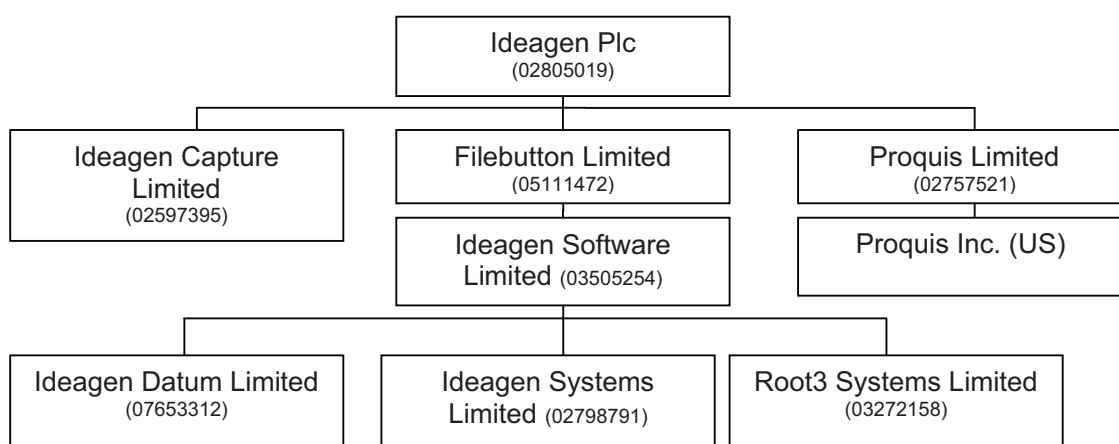 Ideagen Plc
(02805019)
Ideagen Capture
Limited
(02597395)
Filebutton Limited
(05111472)
Proquis Limited
(02757521)
Ideagen Software
Limited (03505254)
Proquis Inc. (US)
Ideagen Datum Limited
(07653312)
Ideagen Systems
Limited (02798791)
Root3 Systems Limited
(03272158)